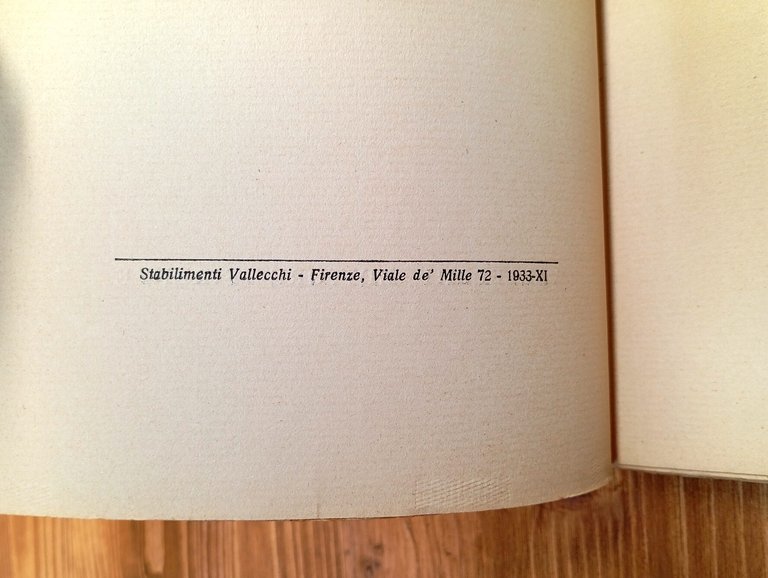 Stabilimenti Vallecchi - Firenze, Viale de' Mille 72 - 1933-XI